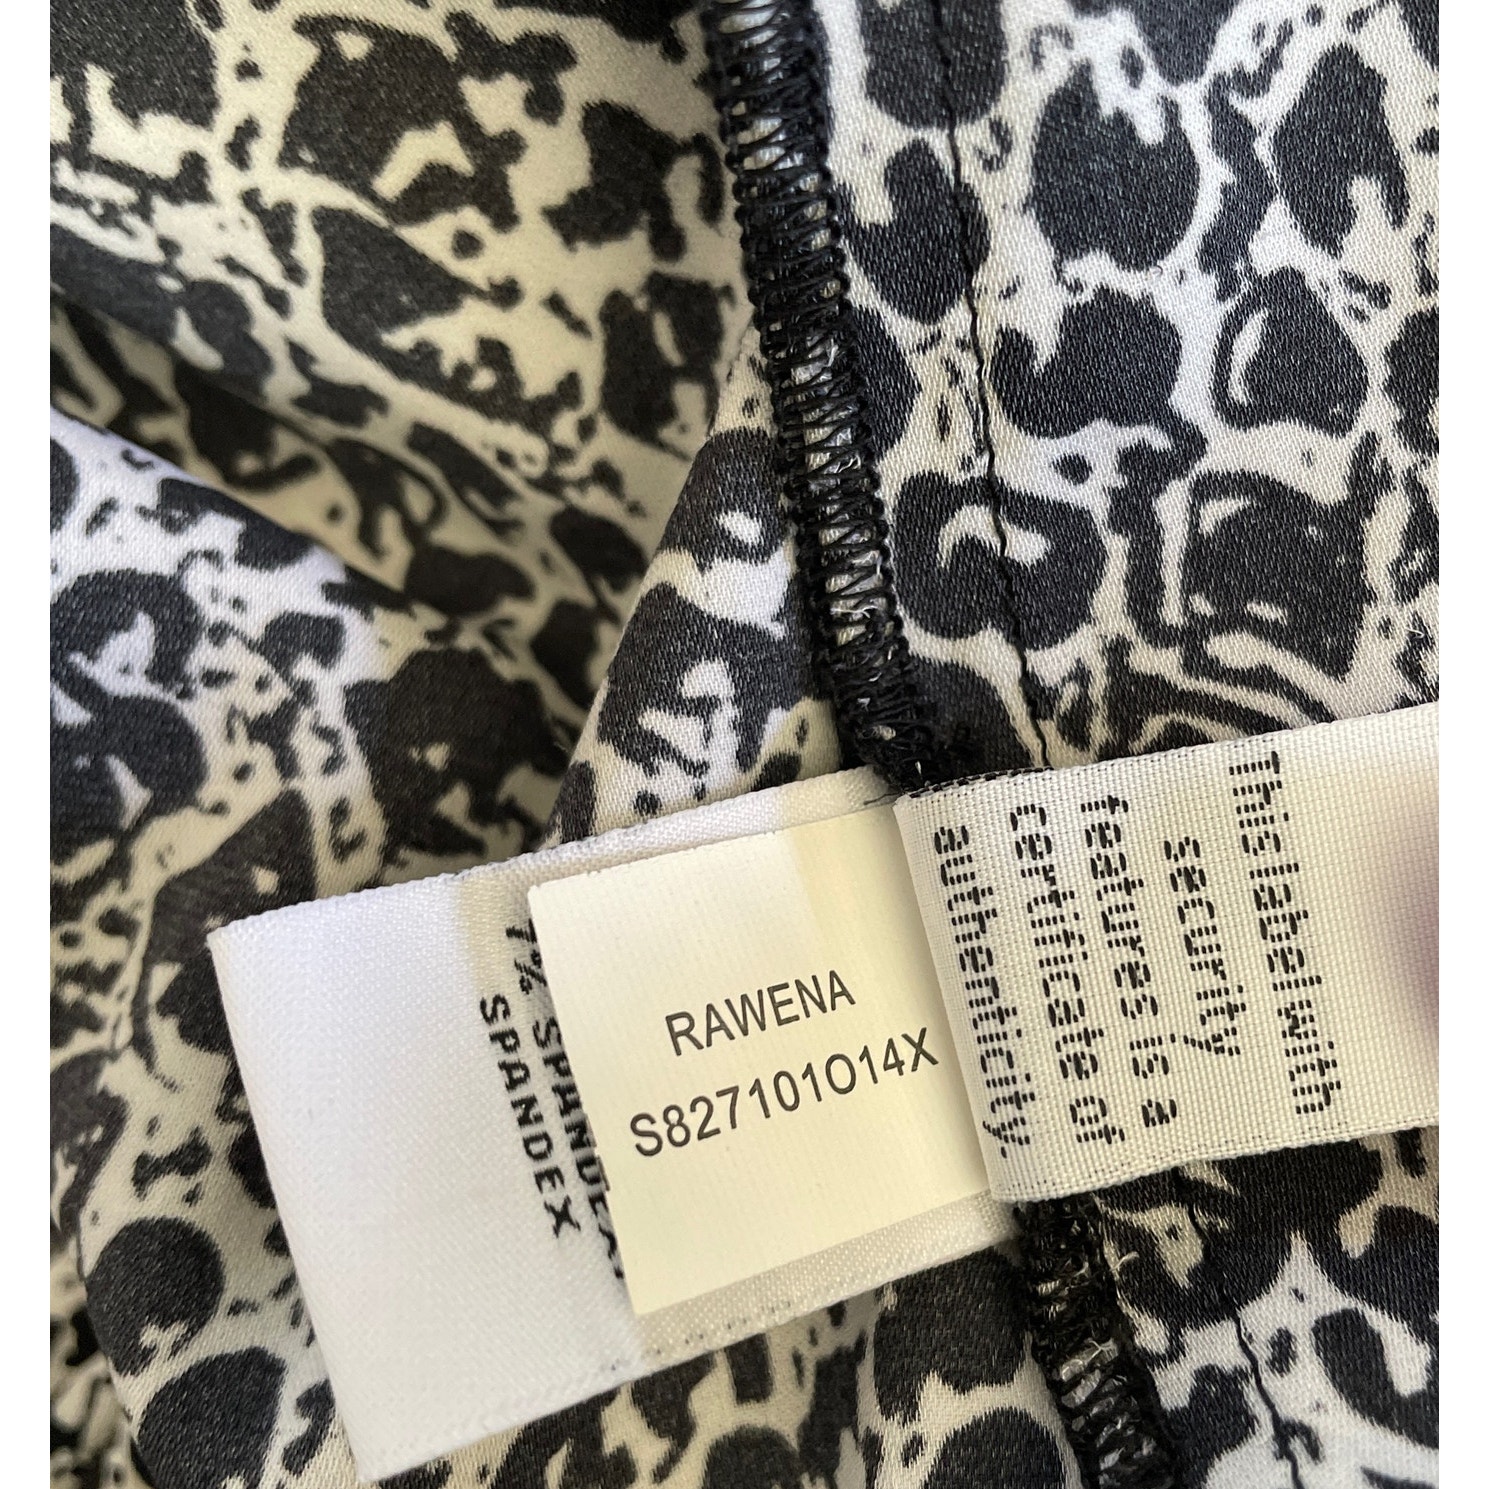 7% SPANDEX
SPANDEX
RAWENA
S827101O14X
This label with
security
features is a
certificate of
authenticity.